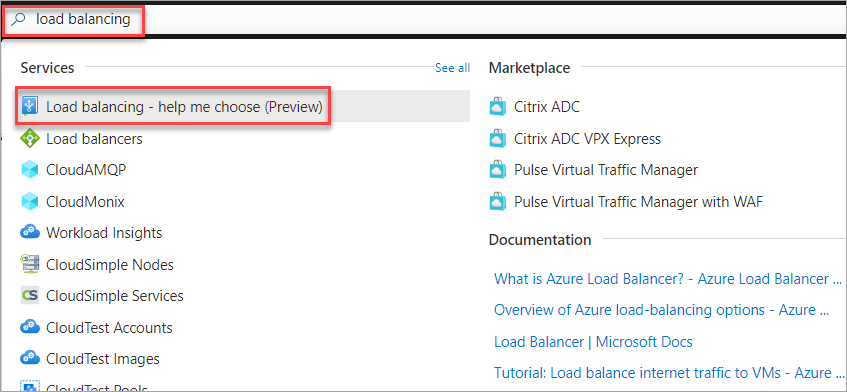 load balancing
Services
See all
Load balancing - help me choose (Preview)
Load balancers
CloudAMQP
CloudMonix
Workload Insights
CloudSimple Nodes
CloudSimple Services
CloudTest Accounts
CloudTest Images
CloudTest Pools
Marketplace
Citrix ADC
Citrix ADC VPX Express
Pulse Virtual Traffic Manager
Pulse Virtual Traffic Manager with WAF
Documentation
What is Azure Load Balancer? - Azure Load Balancer ...
Overview of Azure load-balancing options - Azure ...
Load Balancer | Microsoft Docs
Tutorial: Load balance internet traffic to VMs - Azure ...